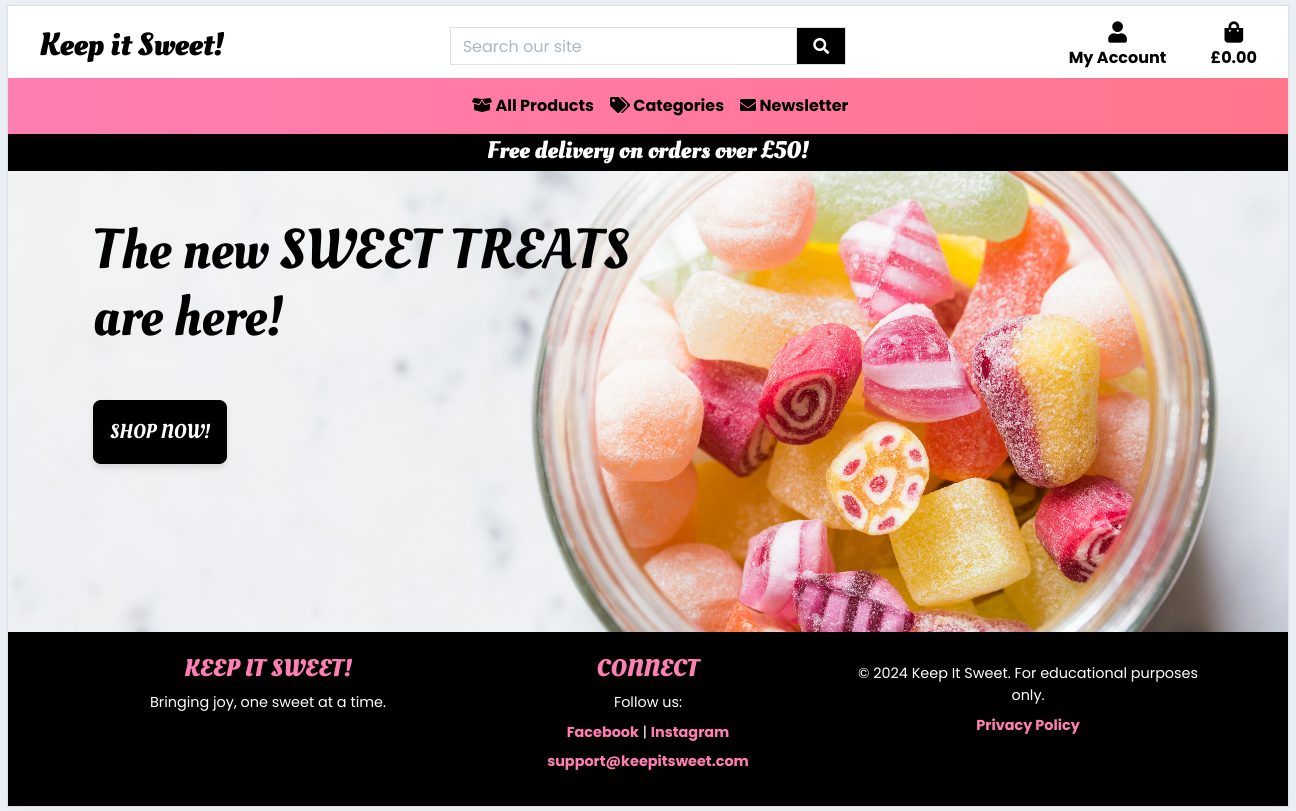 Keep it Sweet!
Search our site
My Account
£0.00
All Products
Categories
Newsletter
Free delivery on orders over £50!
The new SWEET TREATS
are here!
SHOP NOW!
KEEP IT SWEET!
Bringing joy, one sweet at a time.
CONNECT
Follow us:
Facebook | Instagram
support@keepitsweet.com
© 2024 Keep It Sweet. For educational purposes
only.
Privacy Policy